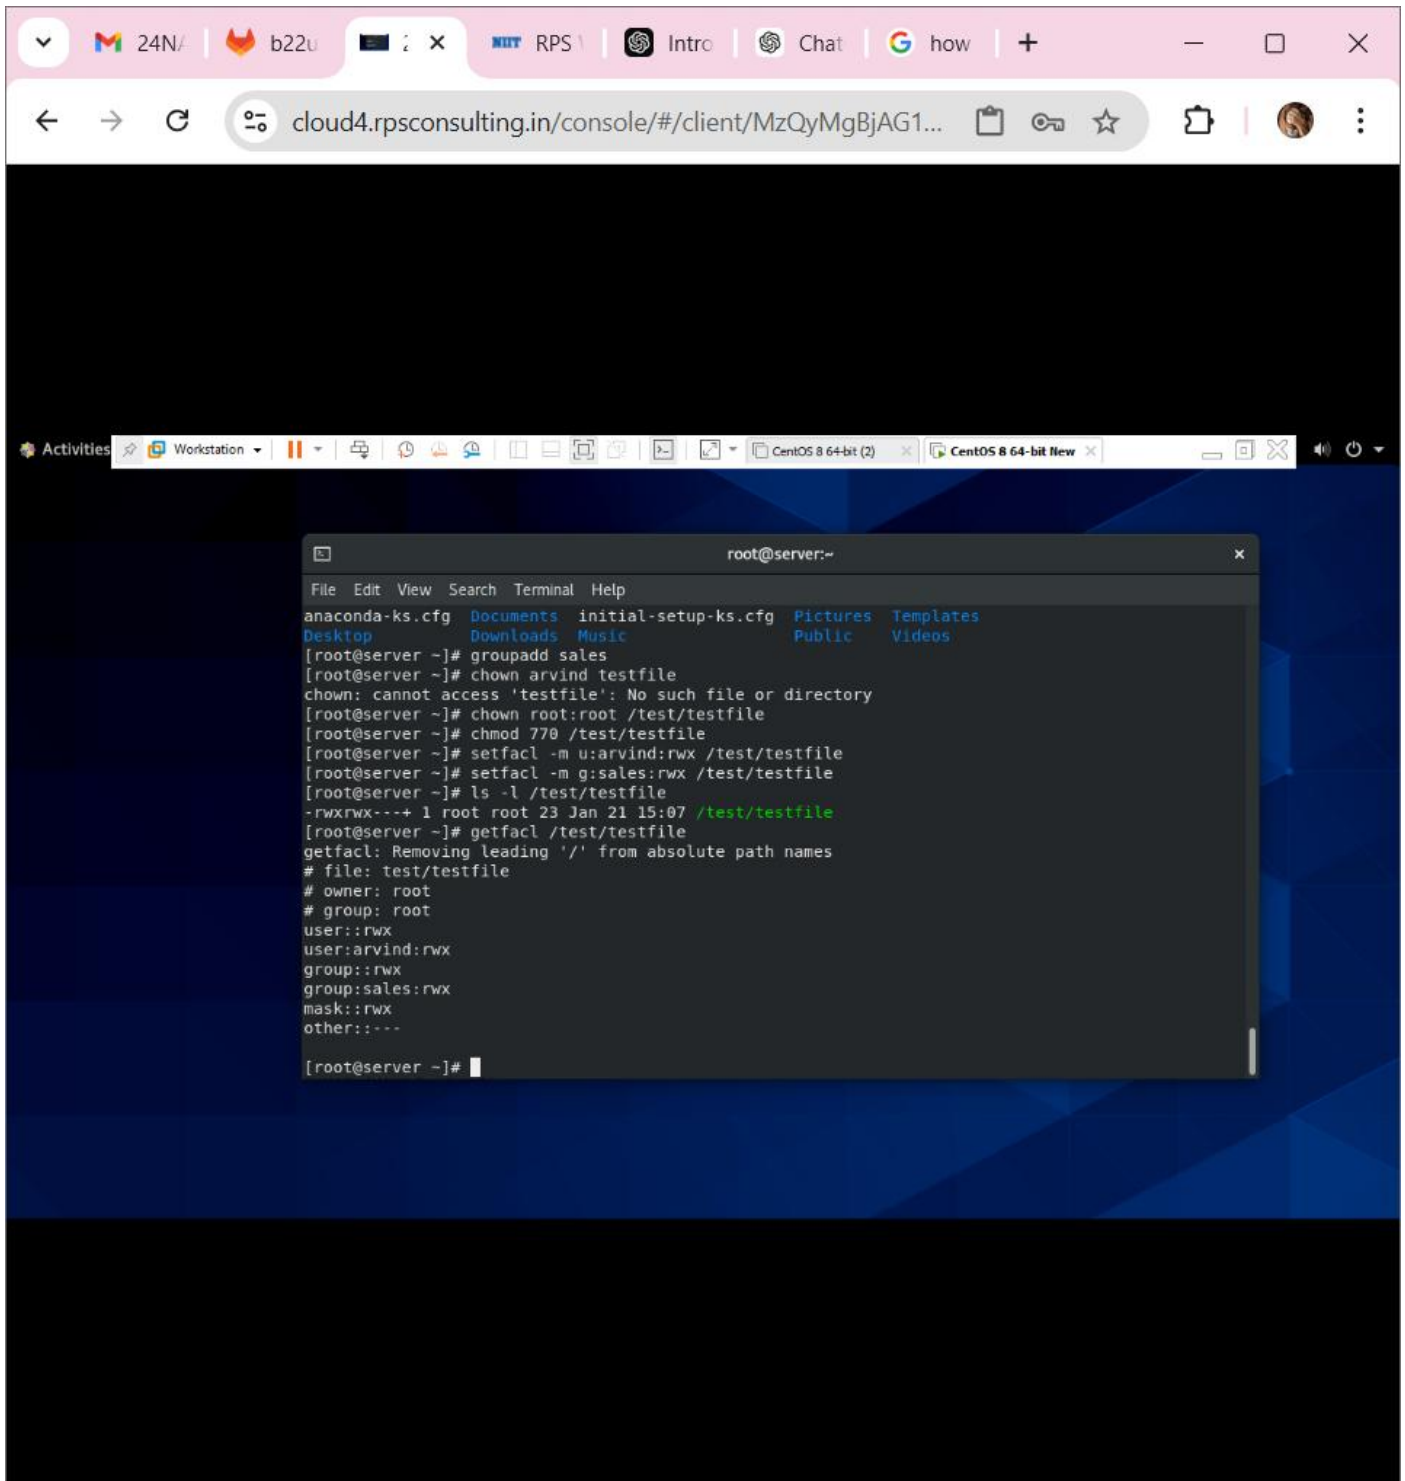 24NA
b22u
2
NIIT RPS
Intro
Chat
how
cloud4.rpsconsulting.in/console/#/client/MzQyMgBjAG1...
Activities
Workstation
CentOS 8 64-bit (2)
CentOS 8 64-bit New
root@server:~
File Edit View Search Terminal Help
anaconda-ks.cfg Documents initial-setup-ks.cfg Pictures Templates
Desktop Downloads Music Public Videos
[root@server ~]# groupadd sales
[root@server ~]# chown arvind testfile
chown: cannot access 'testfile': No such file or directory
[root@server ~]# chown root:root /test/testfile
[root@server ~]# chmod 770 /test/testfile
[root@server ~]# setfacl -m u:arvind:rwx /test/testfile
[root@server ~]# setfacl -m g:sales:rwx /test/testfile
[root@server ~]# ls -l /test/testfile
-rwxrwx---+ 1 root root 23 Jan 21 15:07 /test/testfile
[root@server ~]# getfacl /test/testfile
getfacl: Removing leading '/' from absolute path names
# file: test/testfile
# owner: root
# group: root
user::rwx
user:arvind:rwx
group::rwx
group:sales:rwx
mask::rwx
other::---
[root@server ~]#